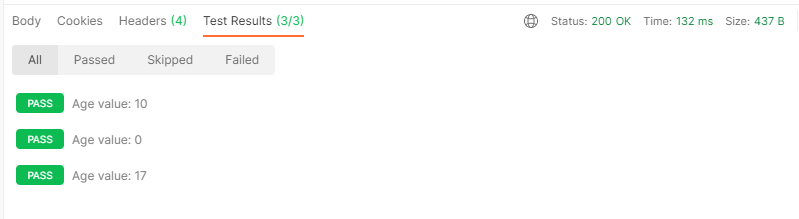 Body Cookies Headers (4) Test Results (3/3) Status: 200 OK Time: 132 ms Size: 437 B
All Passed Skipped Failed
PASS Age value: 10
PASS Age value: 0
PASS Age value: 17